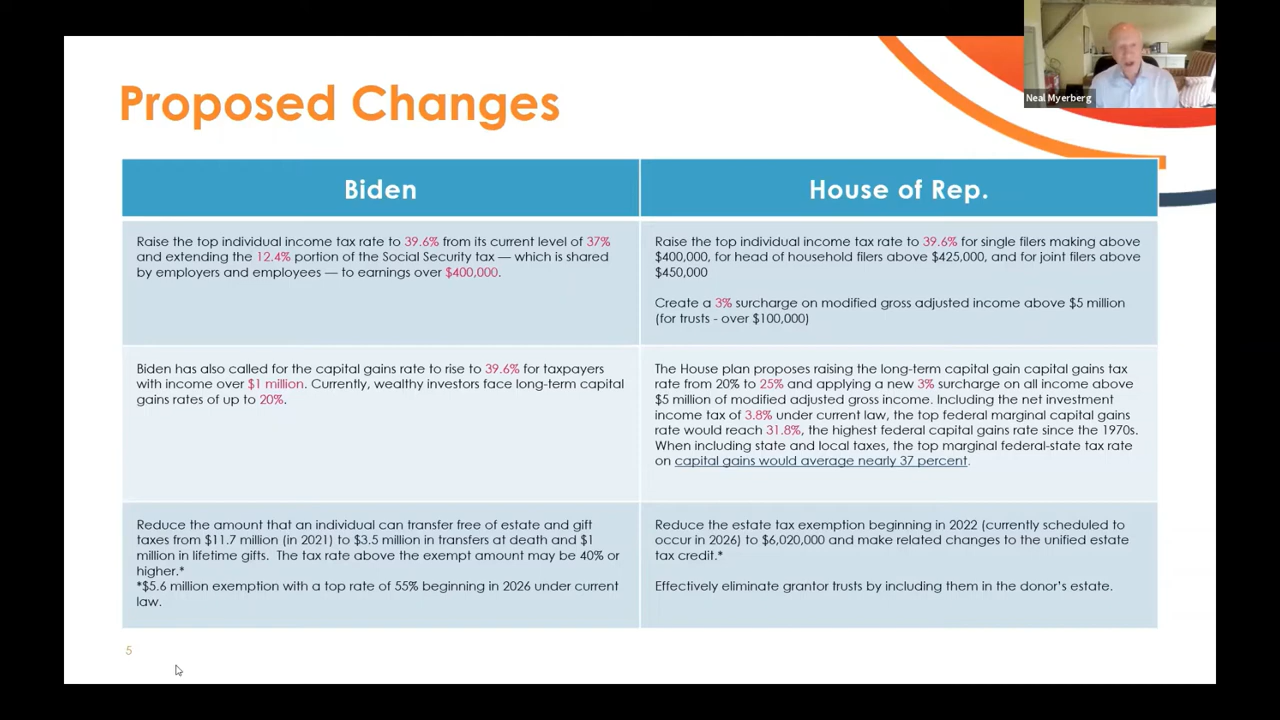 Neal Myerberg
Proposed Changes
Biden
House of Rep.
Raise the top individual income tax rate to 39.6% from its current level of 37%
and extending the 12.4% portion of the Social Security tax — which is shared
by employers and employees — to earnings over $400,000.
Raise the top individual income tax rate to 39.6% for single filers making above
$400,000, for head of household filers above $425,000, and for joint filers above
$450,000
Create a 3% surcharge on modified gross adjusted income above $5 million
(for trusts - over $100,000)
Biden has also called for the capital gains rate to rise to 39.6% for taxpayers
with income over $1 million. Currently, wealthy investors face long-term capital
gains rates of up to 20%.
The House plan proposes raising the long-term capital gain capital gains tax
rate from 20% to 25% and applying a new 3% surcharge on all income above
$5 million of modified adjusted gross income. Including the net investment
income tax of 3.8% under current law, the top federal marginal capital gains
rate would reach 31.8%, the highest federal capital gains rate since the 1970s.
When including state and local taxes, the top marginal federal-state tax rate
on capital gains would average nearly 37 percent.
Reduce the amount that an individual can transfer free of estate and gift
taxes from $11.7 million (in 2021) to $3.5 million in transfers at death and $1
million in lifetime gifts.  The tax rate above the exempt amount may be 40% or
higher.*
*$5.6 million exemption with a top rate of 55% beginning in 2026 under current
law.
Reduce the estate tax exemption beginning in 2022 (currently scheduled to
occur in 2026) to $6,020,000 and make related changes to the unified estate
tax credit.*
Effectively eliminate grantor trusts by including them in the donor's estate.
5